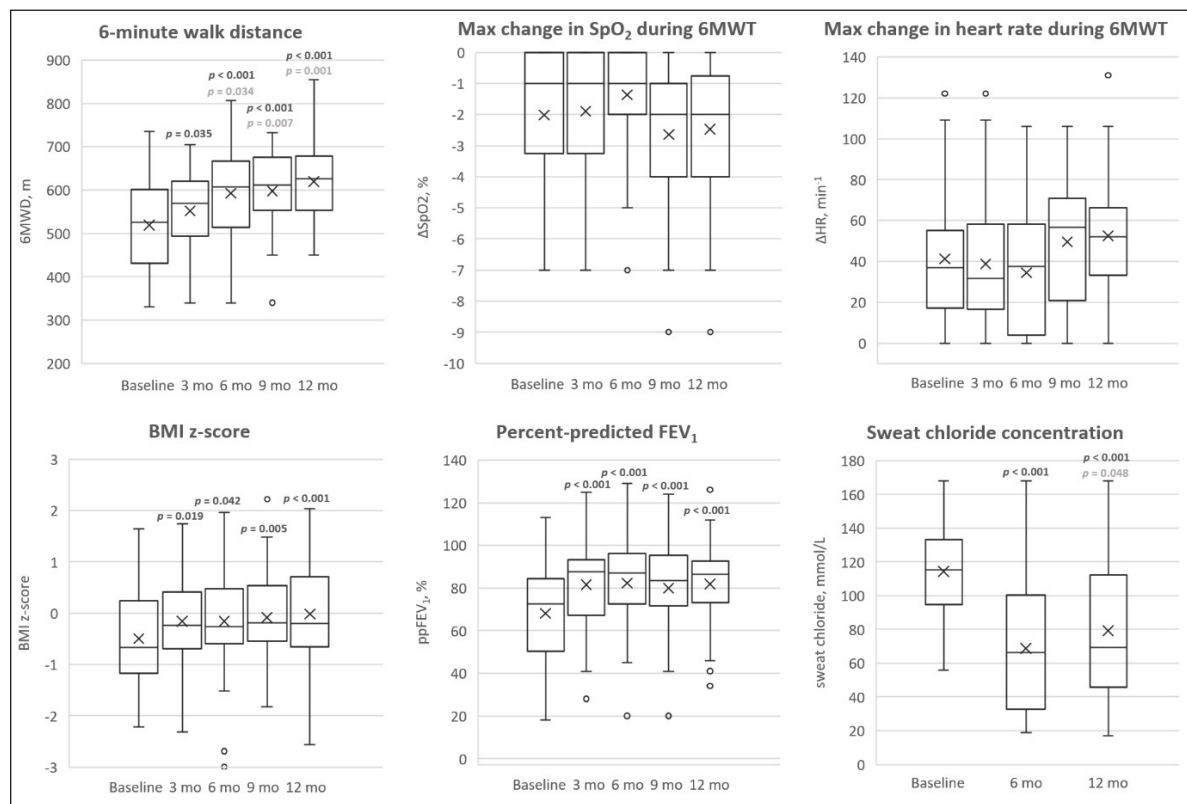 6-minute walk distance
900
800
700
600
500
400
300
200
6MWD, m
p = 0.035
p < 0.001
p = 0.034
p < 0.001
p = 0.007
p < 0.001
p = 0.001
Baseline 3 mo 6 mo 9 mo 12 mo
Max change in SpO₂ during 6MWT
0
-1
-2
-3
-4
-5
-6
-7
-8
-9
-10
ΔSpO2, %
Baseline 3 mo 6 mo 9 mo 12 mo
Max change in heart rate during 6MWT
140
120
100
80
60
40
20
0
ΔHR, min⁻¹
Baseline 3 mo 6 mo 9 mo 12 mo
BMI z-score
3
2
1
0
-1
-2
-3
BMI z-score
p = 0.019
p = 0.042
p = 0.005
p < 0.001
Baseline 3 mo 6 mo 9 mo 12 mo
Percent-predicted FEV₁
140
120
100
80
60
40
20
0
ppFEV₁, %
p < 0.001
p < 0.001
p < 0.001
p < 0.001
Baseline 3 mo 6 mo 9 mo 12 mo
Sweat chloride concentration
180
160
140
120
100
80
60
40
20
0
sweat chloride, mmol/L
p < 0.001
p < 0.001
p = 0.048
Baseline 6 mo 12 mo